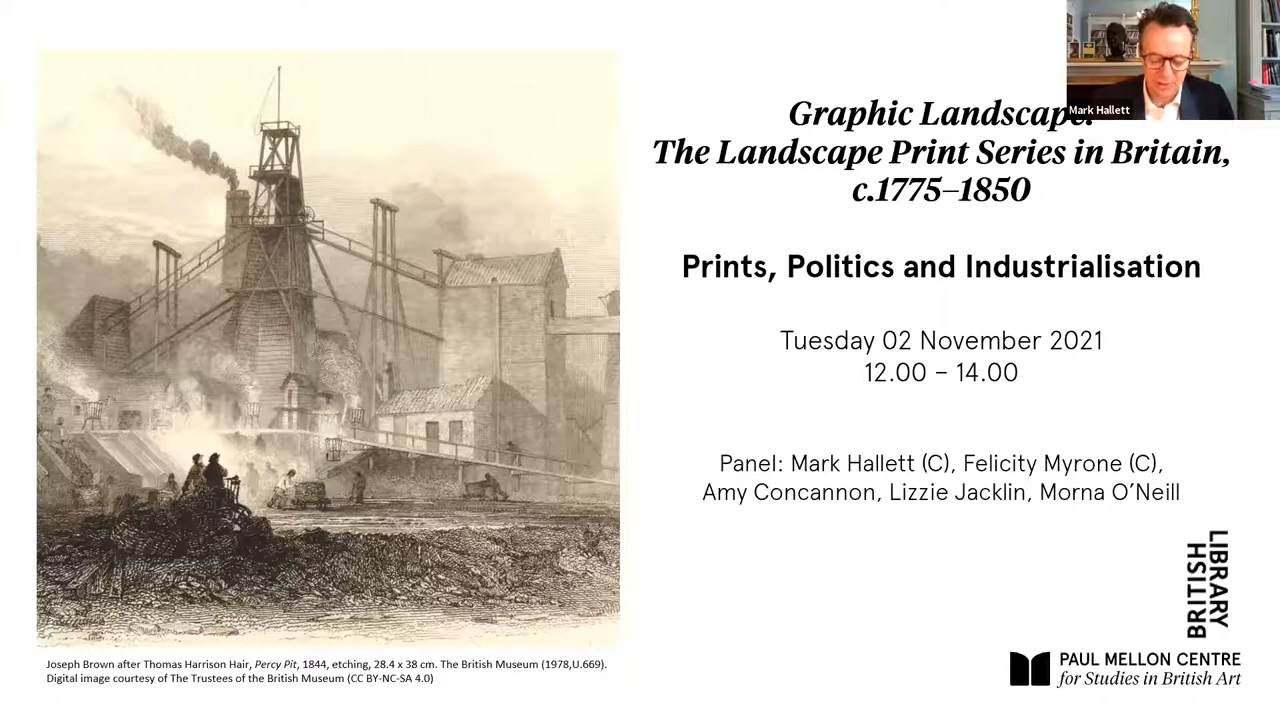 Mark Hallett
Graphic Landscape:
The Landscape Print Series in Britain,
c.1775–1850
Prints, Politics and Industrialisation
Tuesday 02 November 2021
12.00 – 14.00
Panel: Mark Hallett (C), Felicity Myrone (C),
Amy Concannon, Lizzie Jacklin, Morna O’Neill
BRITISH
LIBRARY
PAUL MELLON CENTRE
for Studies in British Art
Joseph Brown after Thomas Harrison Hair, Percy Pit, 1844, etching, 28.4 x 38 cm. The British Museum (1978,U.669).
Digital image courtesy of The Trustees of the British Museum (CC BY-NC-SA 4.0)